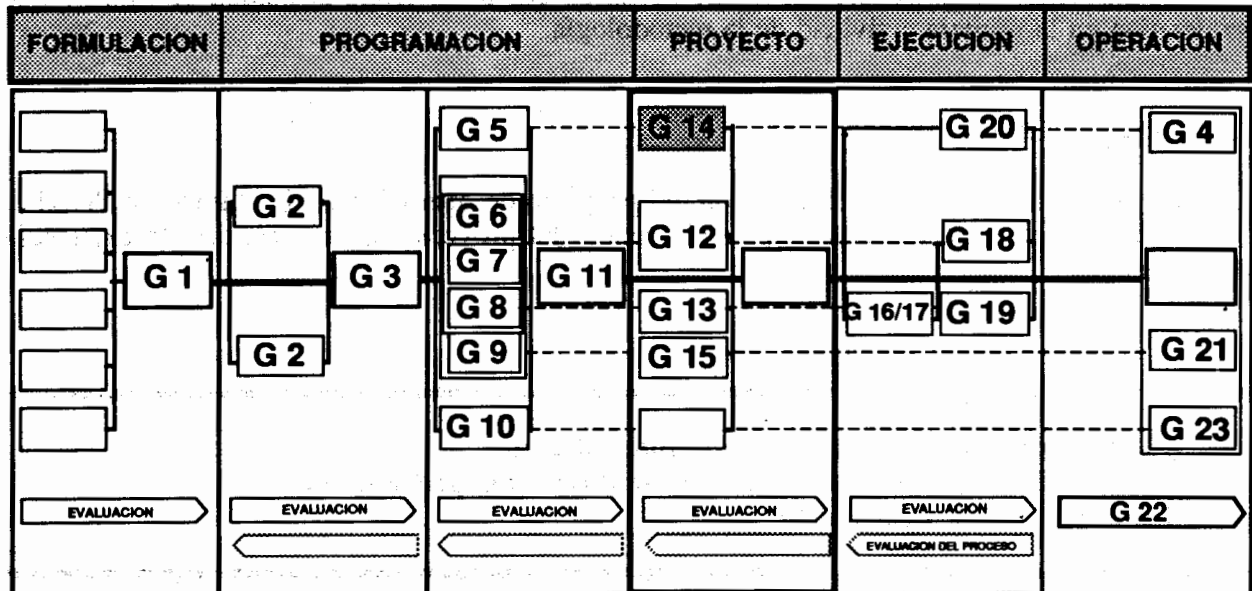 FORMULACION
PROGRAMACION
PROYECTO
EJECUCION
OPERACION
G 5
G 14
G 20
G 4
G 2
G 6
G 12
G 18
G 1
G 3
G 7
G 11
G 8
G 13
G 16/17
G 19
G 2
G 9
G 15
G 21
G 10
G 23
EVALUACION
EVALUACION
EVALUACION
EVALUACION
EVALUACION
G 22
EVALUACION DEL PROCESO